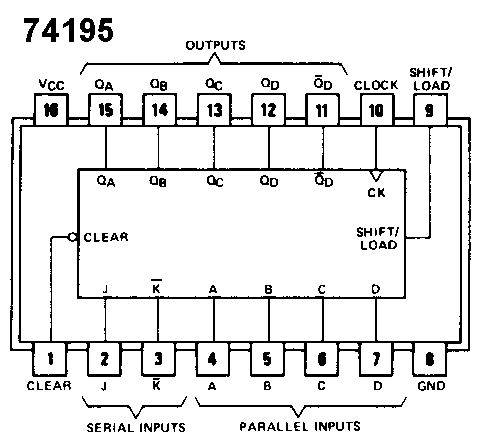 74195
OUTPUTS
VCC QA QB QC QD Q̅D CLOCK SHIFT/
LOAD
16 15 14 13 12 11 10 9
QA QB QC QD Q̅D
CK
CLEAR
SHIFT/
LOAD
J K̅ A B C D
1 2 3 4 5 6 7 8
CLEAR J K̅ A B C D GND
SERIAL INPUTS PARALLEL INPUTS